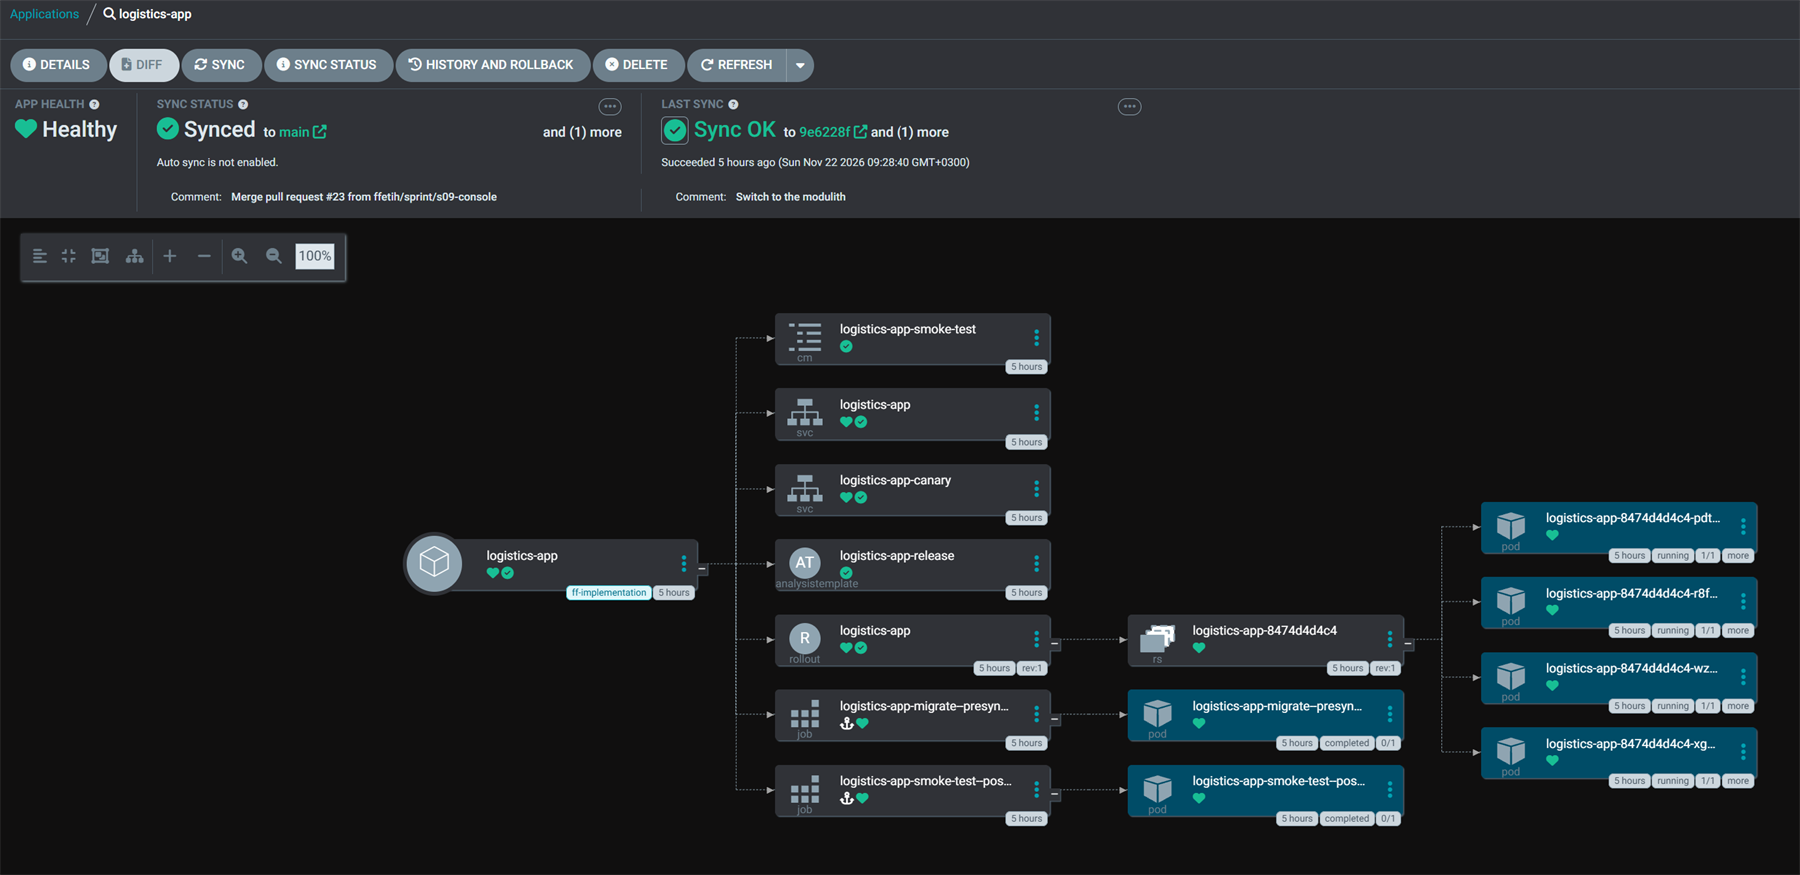 Applications / logistics-app
DETAILS DIFF SYNC SYNC STATUS HISTORY AND ROLLBACK DELETE REFRESH
APP HEALTH
Healthy
SYNC STATUS
Synced to main
and (1) more
Auto sync is not enabled.
Comment: Merge pull request #23 from ffetih/sprint/s09-console
LAST SYNC
Sync OK to 9e6228f and (1) more
Succeeded 5 hours ago (Sun Nov 22 2026 09:28:40 GMT+0300)
Comment: Switch to the modulith
100%
logistics-app
ff-implementation 5 hours
logistics-app-smoke-test
cm
5 hours
logistics-app
svc
5 hours
logistics-app-canary
svc
5 hours
AT
logistics-app-release
analysistemplate
5 hours
R
logistics-app
rollout
5 hours rev:1
logistics-app-migrate--presyn...
job
5 hours
logistics-app-smoke-test--pos...
job
5 hours
logistics-app-8474d4d4c4
rs
5 hours rev:1
logistics-app-migrate--presyn...
pod
5 hours completed 0/1
logistics-app-smoke-test--pos...
pod
5 hours completed 0/1
logistics-app-8474d4d4c4-pdt...
pod
5 hours running 1/1 more
logistics-app-8474d4d4c4-r8f...
pod
5 hours running 1/1 more
logistics-app-8474d4d4c4-wz...
pod
5 hours running 1/1 more
logistics-app-8474d4d4c4-xg...
pod
5 hours running 1/1 more